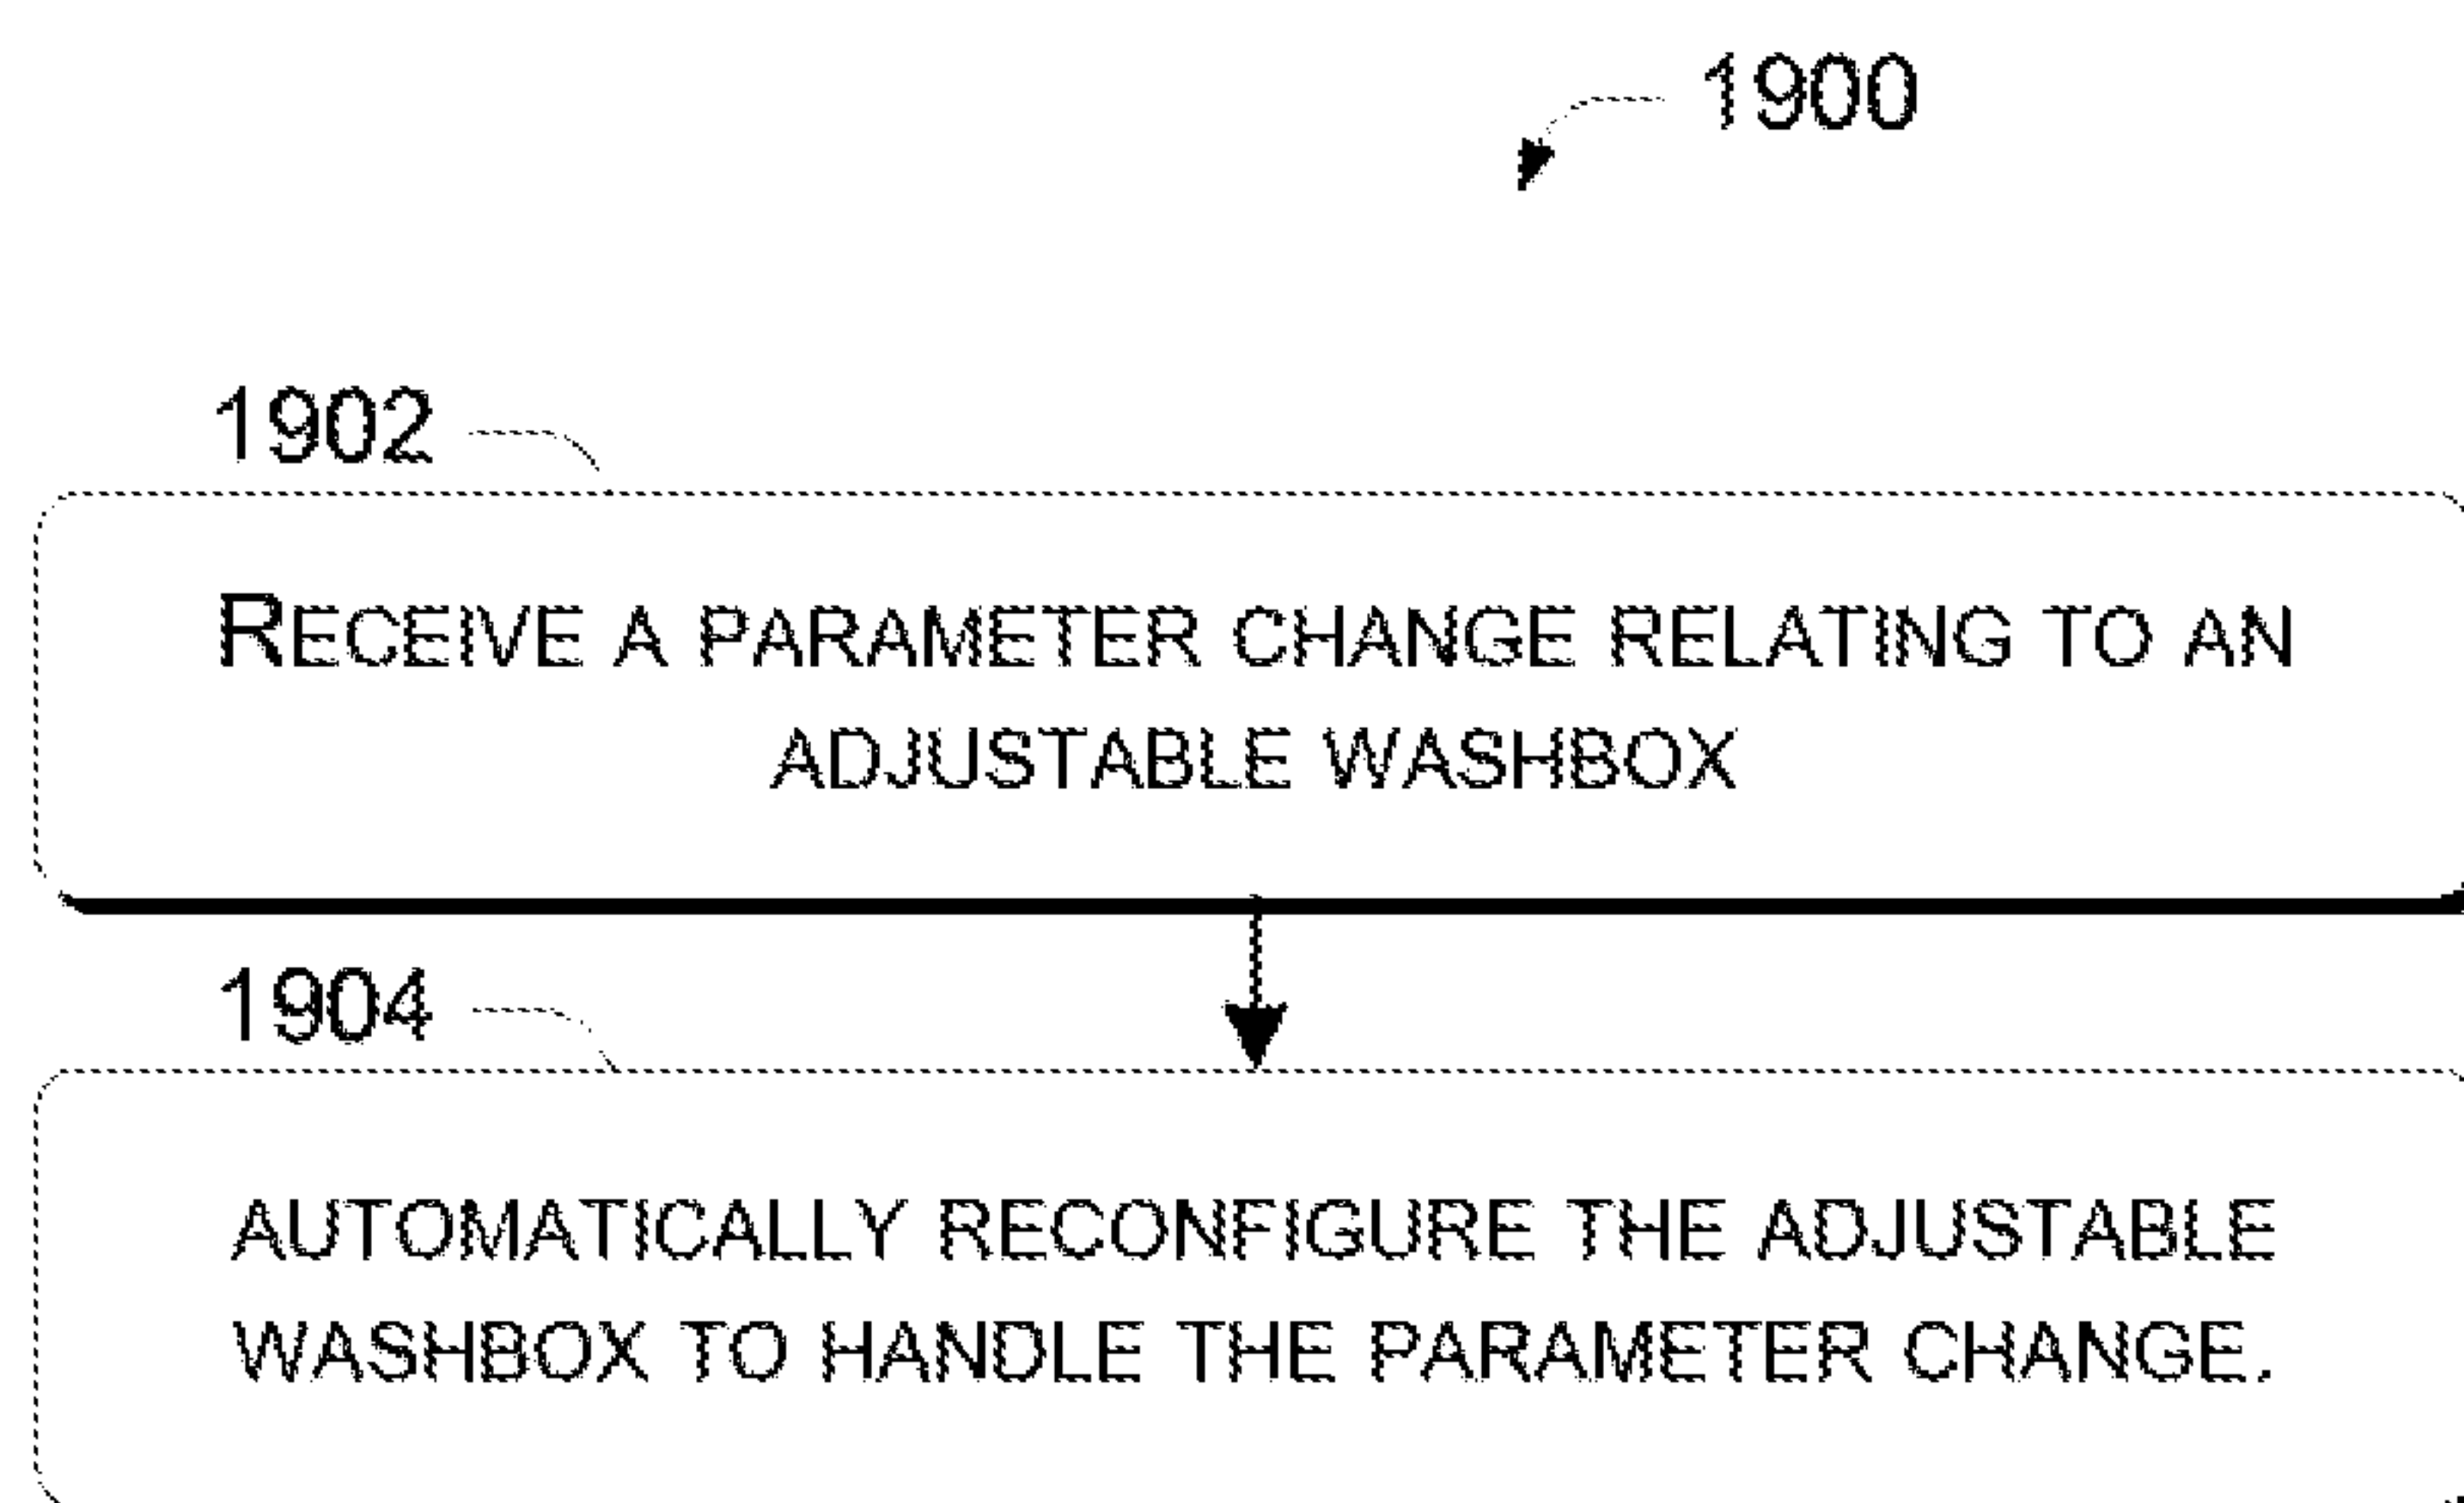 1900
1902
RECEIVE A PARAMETER CHANGE RELATING TO AN
ADJUSTABLE WASHBOX
1904
AUTOMATICALLY RECONFIGURE THE ADJUSTABLE
WASHBOX TO HANDLE THE PARAMETER CHANGE.